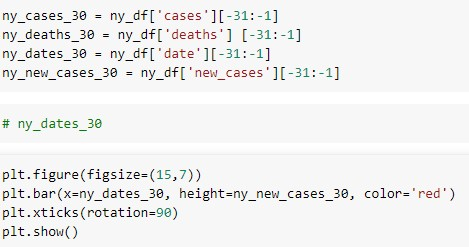 ny_cases_30 = ny_df['cases'][-31:-1]
ny_deaths_30 = ny_df['deaths'] [-31:-1]
ny_dates_30 = ny_df['date'][-31:-1]
ny_new_cases_30 = ny_df['new_cases'][-31:-1]
# ny_dates_30
plt.figure(figsize=(15,7))
plt.bar(x=ny_dates_30, height=ny_new_cases_30, color='red')
plt.xticks(rotation=90)
plt.show()